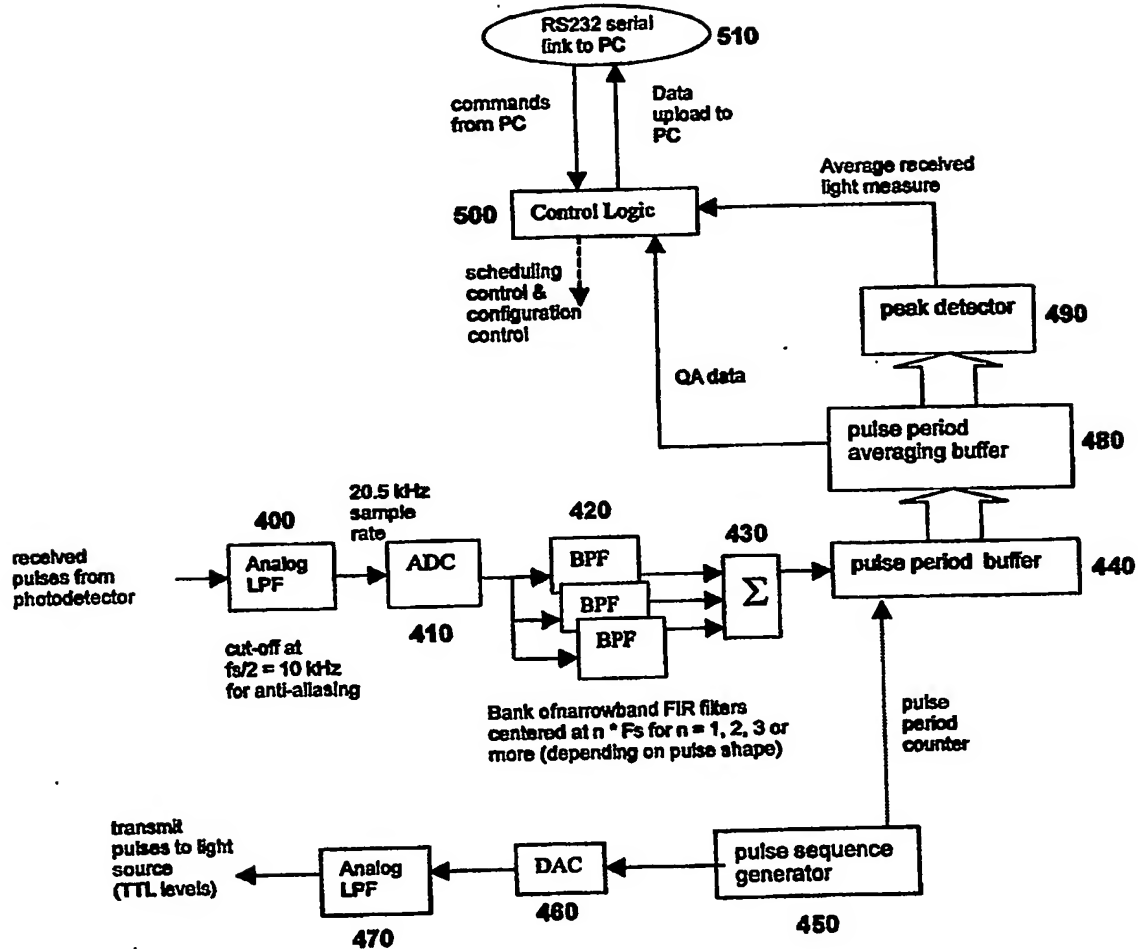 RS232 serial
link to PC
510
commands
from PC
Data
upload to
PC
Average received
light measure
500
Control Logic
scheduling
control &
configuration
control
peak detector
490
QA data
pulse period
averaging buffer
480
20.5 kHz
sample
rate
400
420
430
received
pulses from
photodetector
Analog
LPF
ADC
BPF
BPF
BPF
Σ
pulse period buffer
440
410
cut-off at
fs/2 = 10 kHz
for anti-aliasing
Bank ofnarrowband FIR filters
centered at n * Fs for n = 1, 2, 3 or
more (depending on pulse shape)
pulse
period
counter
transmit
pulses to light
source
(TTL levels)
Analog
LPF
DAC
pulse sequence
generator
470
460
450